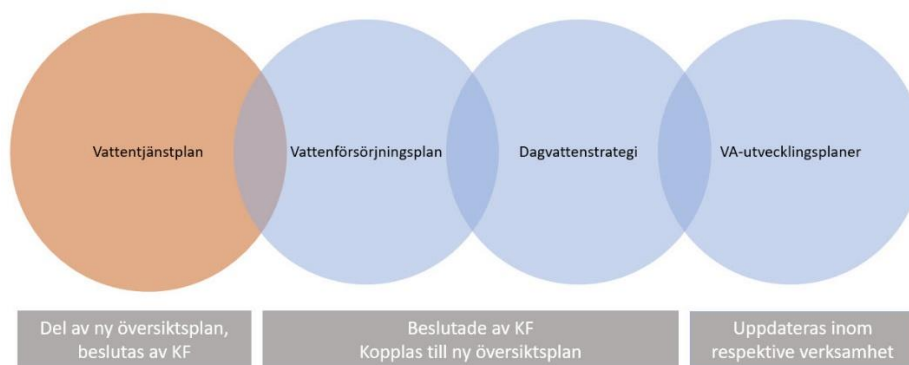 Vattentjänstplan
Vattenförsörjningsplan
Dagvattenstrategi
VA-utvecklingsplaner
Del av ny översiktsplan,
beslutas av KF
Beslutade av KF
Kopplas till ny översiktsplan
Uppdateras inom
respektive verksamhet